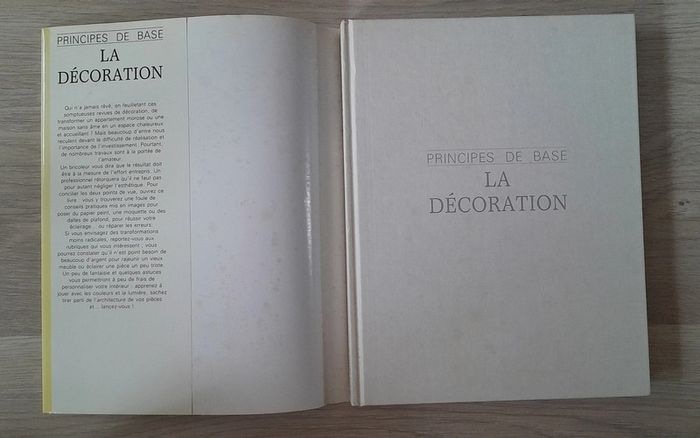 PRINCIPES DE BASE
LA
DÉCORATION
Qui n'a jamais rêvé, en feuilletant ces
somptueuses revues de décoration, de
transformer un appartement morose ou une
maison sans âme en un espace chaleureux
et accueillant ? Mais beaucoup d'entre nous
reculent devant la difficulté de réalisation et
l'importance de l'investissement. Pourtant,
de nombreux travaux sont à la portée de
l'amateur.
Un bricoleur vous dira que le résultat doit
être à la mesure de l'effort entrepris. Un
professionnel rétorquera qu'il ne faut pas
pour autant négliger l'esthétique. Pour
concilier les deux points de vue, ouvrez ce
livre : vous y trouverez une foule de
conseils pratiques mis en images pour
poser du papier peint, une moquette ou des
dalles de plafond, pour réussir votre
éclairage... ou réparer les erreurs.
Si vous envisagez des transformations
moins radicales, reportez-vous aux
rubriques qui vous intéressent ; vous
pourrez constater qu'il n'est point besoin de
beaucoup d'argent pour rajeunir un vieux
meuble ou éclairer une pièce un peu triste.
Un peu de fantaisie et quelques astuces
vous permettront à peu de frais de
personnaliser votre intérieur : apprenez à
jouer avec les couleurs et la lumière, sachez
tirer parti de l'architecture de vos pièces
et... lancez-vous !
PRINCIPES DE BASE
LA
DÉCORATION